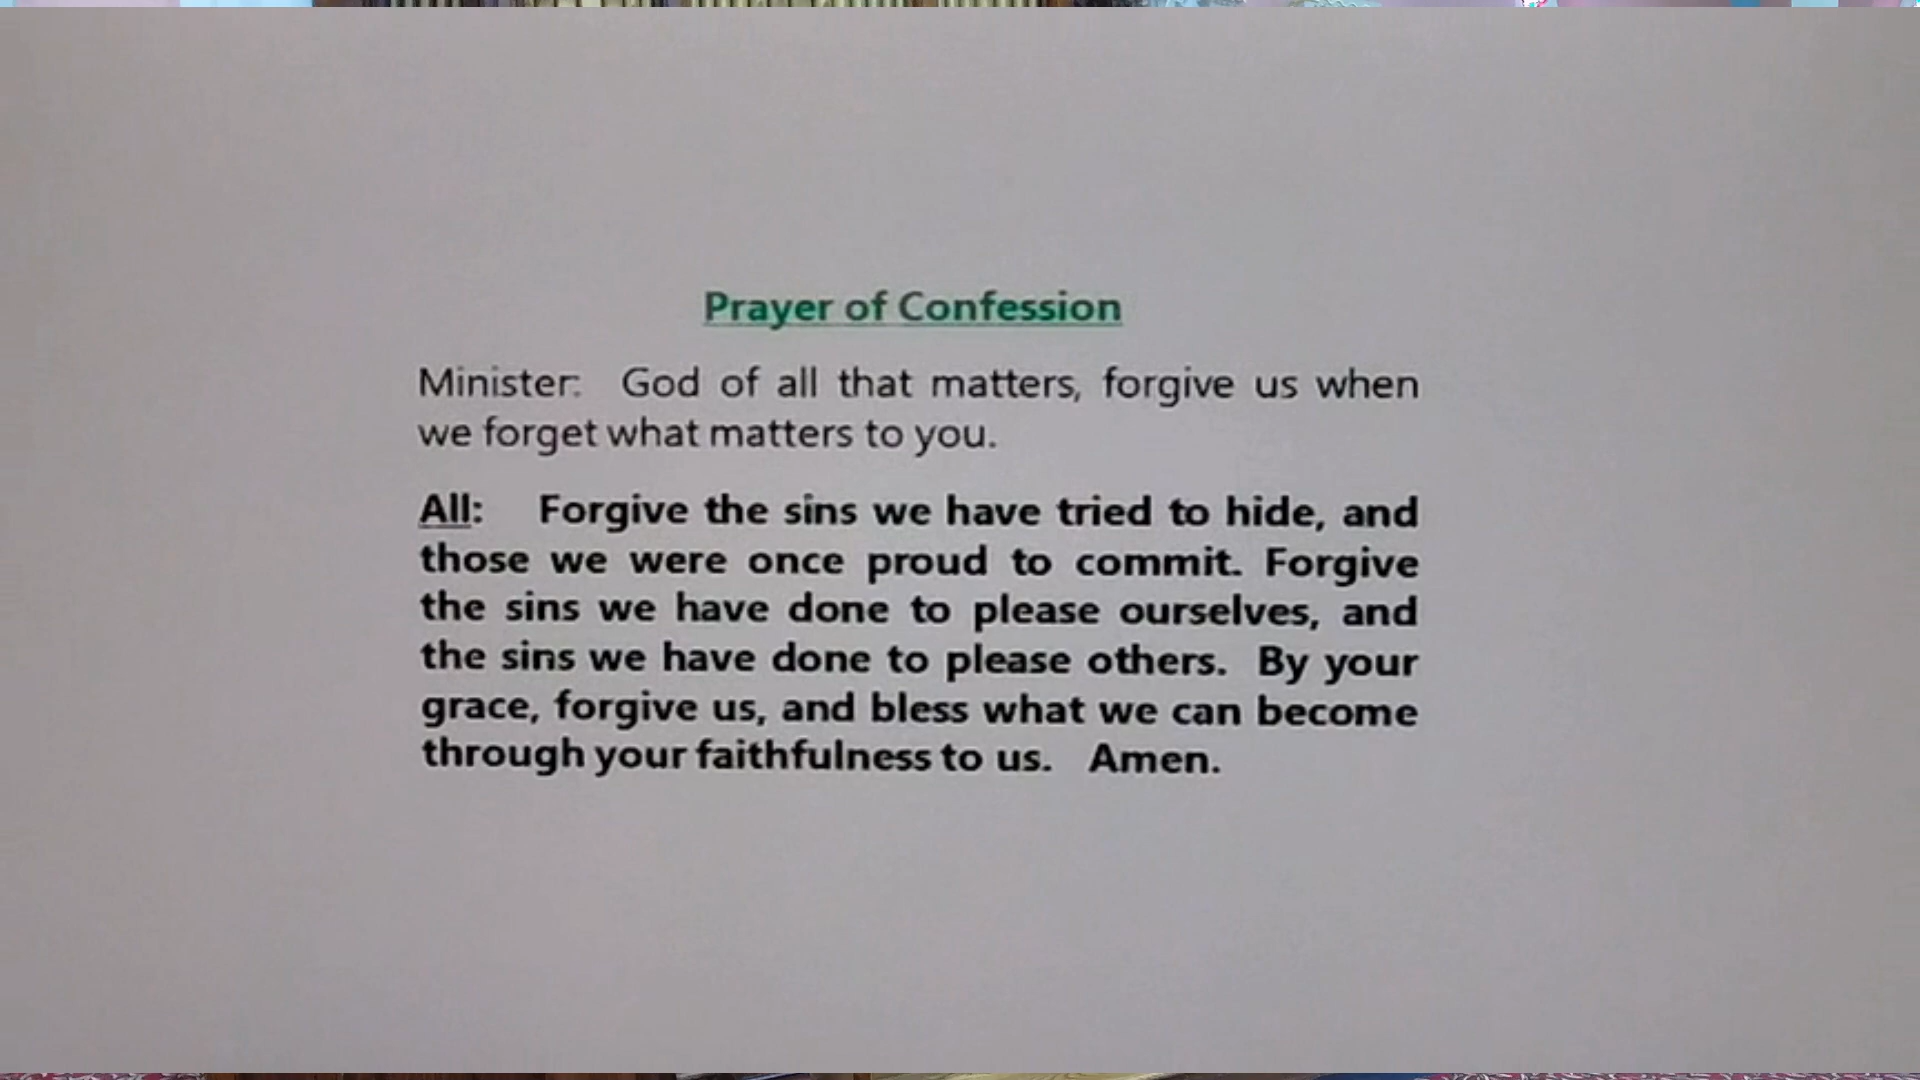 Prayer of Confession
Minister: God of all that matters, forgive us when
we forget what matters to you.
All: Forgive the sins we have tried to hide, and
those we were once proud to commit. Forgive
the sins we have done to please ourselves, and
the sins we have done to please others. By your
grace, forgive us, and bless what we can become
through your faithfulness to us. Amen.